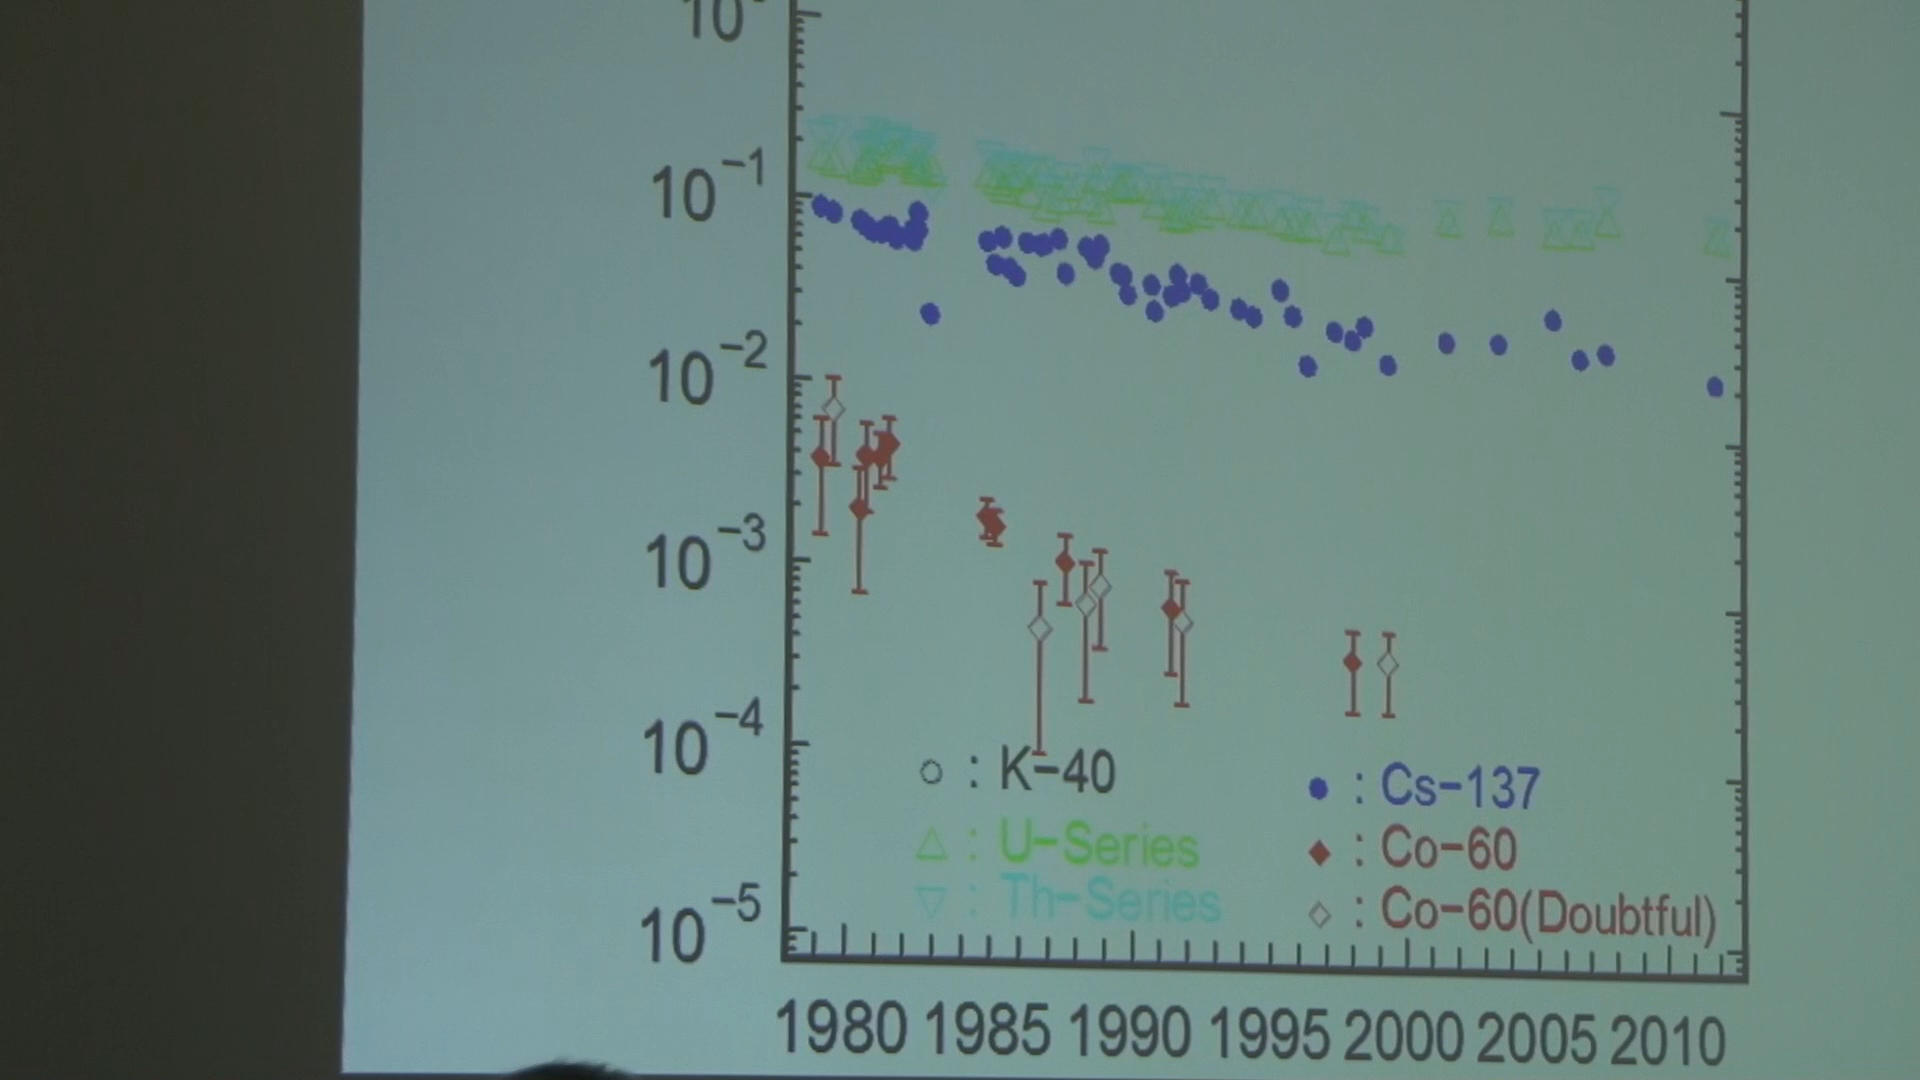 10⁻¹
10⁻²
10⁻³
10⁻⁴
10⁻⁵
: K−40
: U−Series
: Th−Series
: Cs−137
: Co−60
: Co−60(Doubtful)
1980 1985 1990 1995 2000 2005 2010